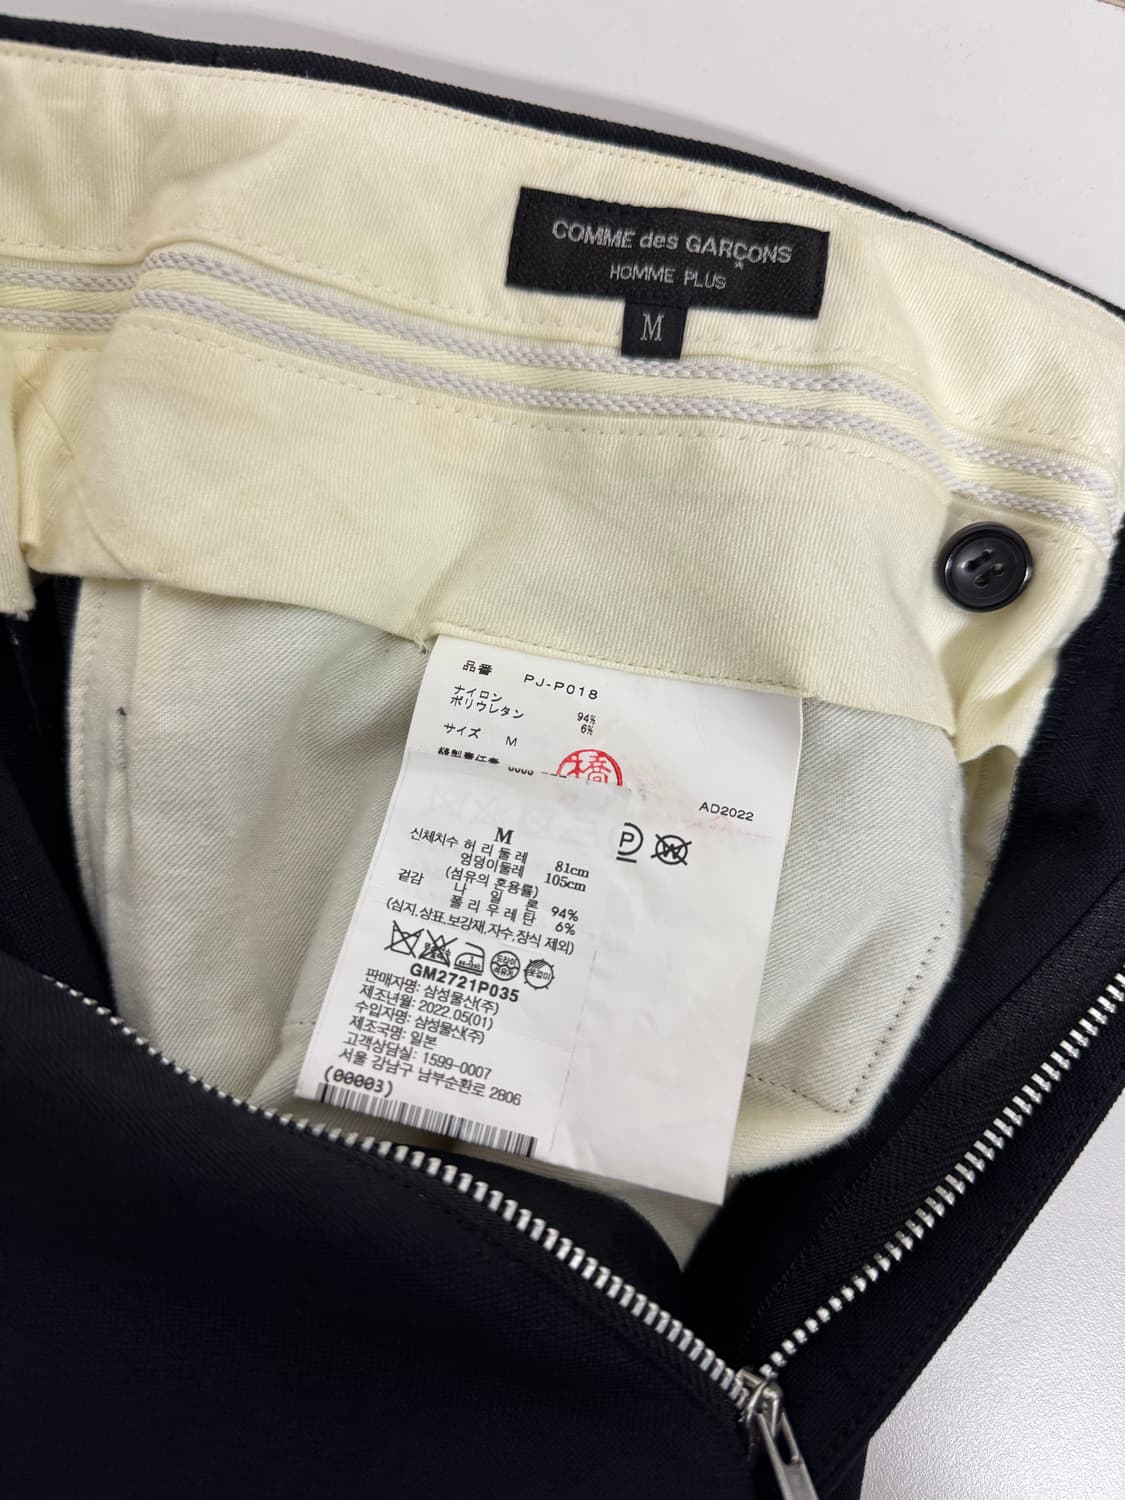 COMME des GARÇONS
HOMME PLUS
M
品番 PJ-P018
ナイロン 94%
ポリウレタン 6%
サイズ M
橋
AD2022
P W
M
신체치수 허리둘레 81cm
엉덩이둘레 105cm
겉감 (섬유의 혼용률)
나일론 94%
폴리우레탄 6%
(심지,상표,보강재,자수,장식 제외)
GM2721P035
판매자명: 삼성물산(주)
제조년월: 2022.05(01)
수입자명: 삼성물산(주)
제조국명: 일본
고객상담실: 1599-0007
서울 강남구 남부순환로 2806
(00003)